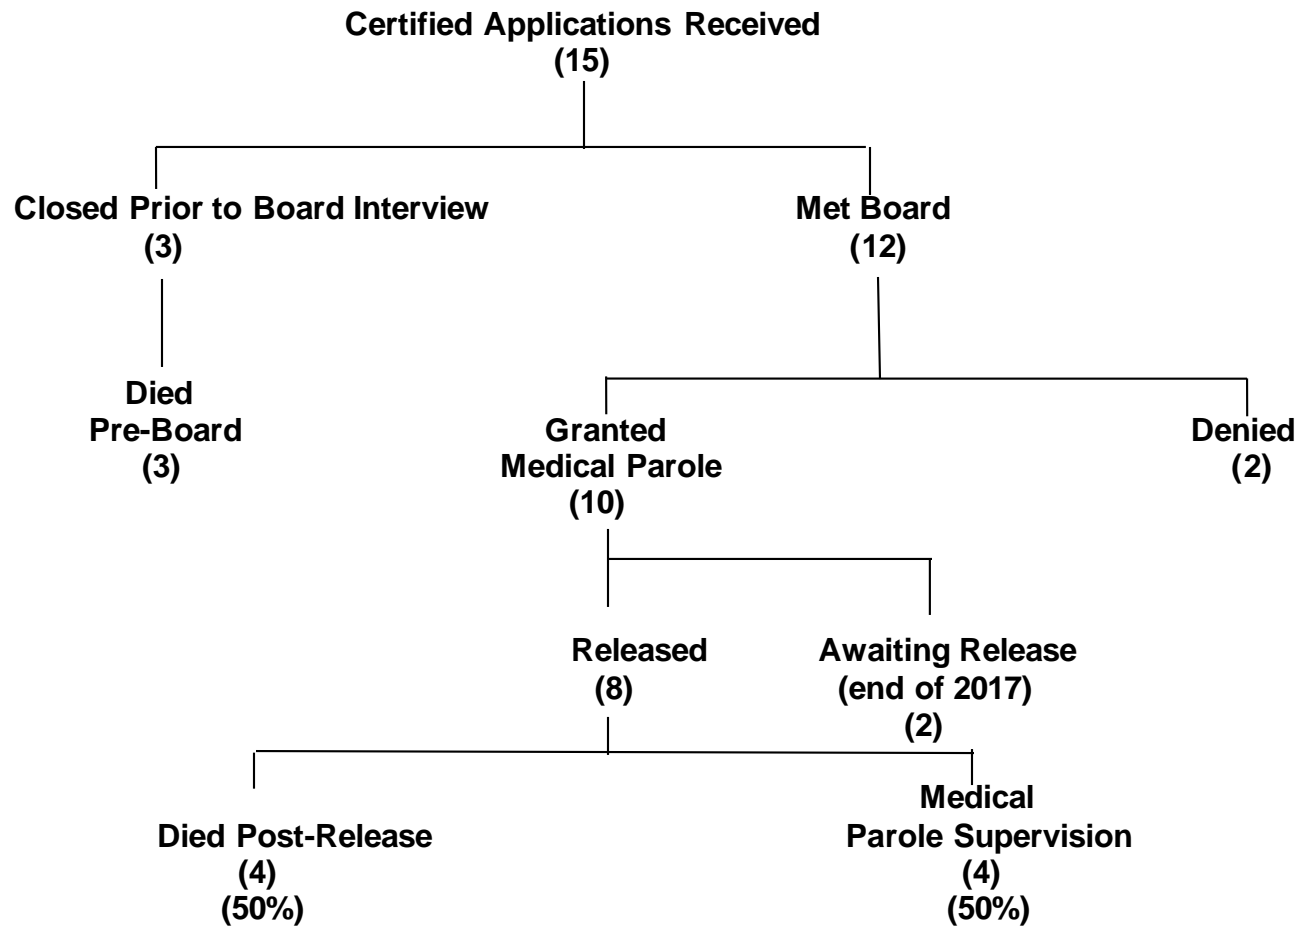 Certified Applications Received
(15)
Closed Prior to Board Interview
(3)
Met Board
(12)
Died
Pre-Board
(3)
Granted
Medical Parole
(10)
Denied
(2)
Released
(8)
Awaiting Release
(end of 2017)
(2)
Died Post-Release
(4)
(50%)
Medical
Parole Supervision
(4)
(50%)